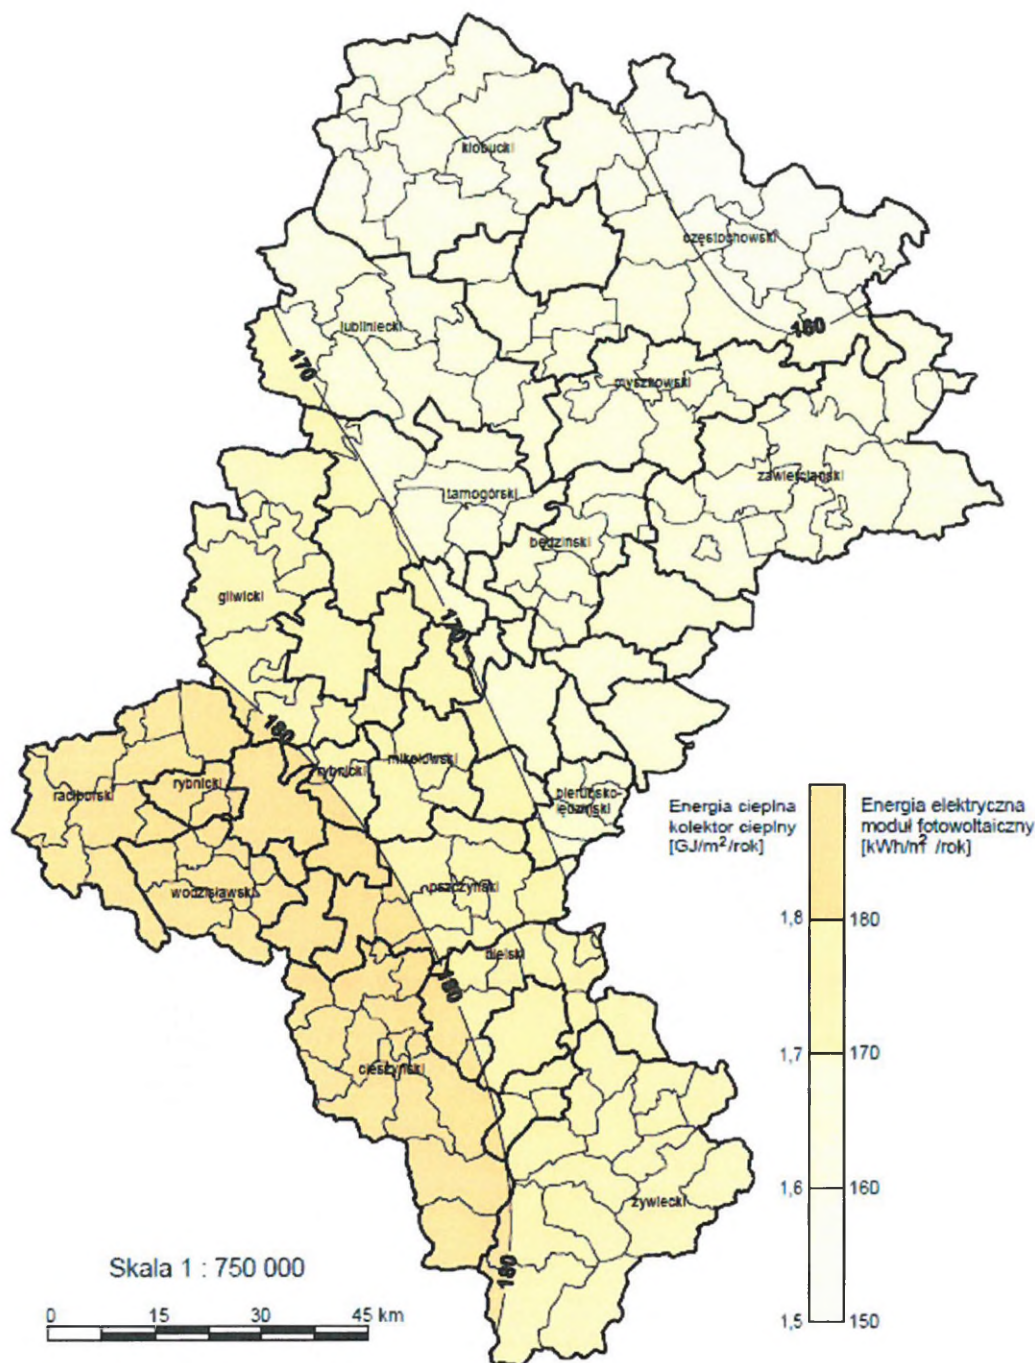 kłobucki
częstochowski
160
lubliniecki
170
myszkowski
zawierciański
tarnogórski
będziński
gliwicki
170
180
mikołowski
rybnicki
rybnicki
raciborski
bieruńsko-
lędziński
wodzisławski
pszczyński
bielski
180
cieszyński
żywiecki
180
Energia cieplna
kolektor cieplny
[GJ/m²/rok]
Energia elektryczna
moduł fotowoltaiczny
[kWh/m² /rok]
1,8 180
1,7 170
1,6 160
1,5 150
Skala 1 : 750 000
0 15 30 45 km